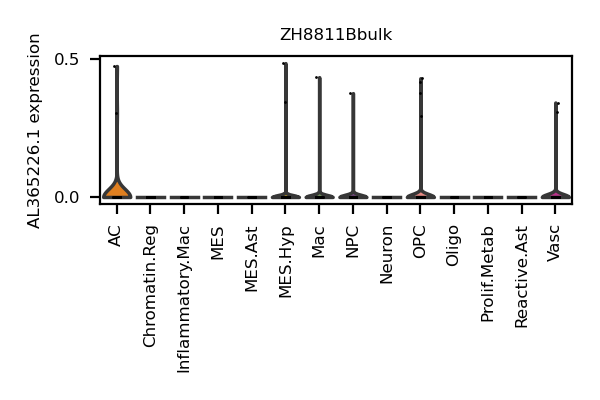 ZH8811Bbulk
AL365226.1 expression
0.5
0.0
AC
Chromatin.Reg
Inflammatory.Mac
MES
MES.Ast
MES.Hyp
Mac
NPC
Neuron
OPC
Oligo
Prolif.Metab
Reactive.Ast
Vasc